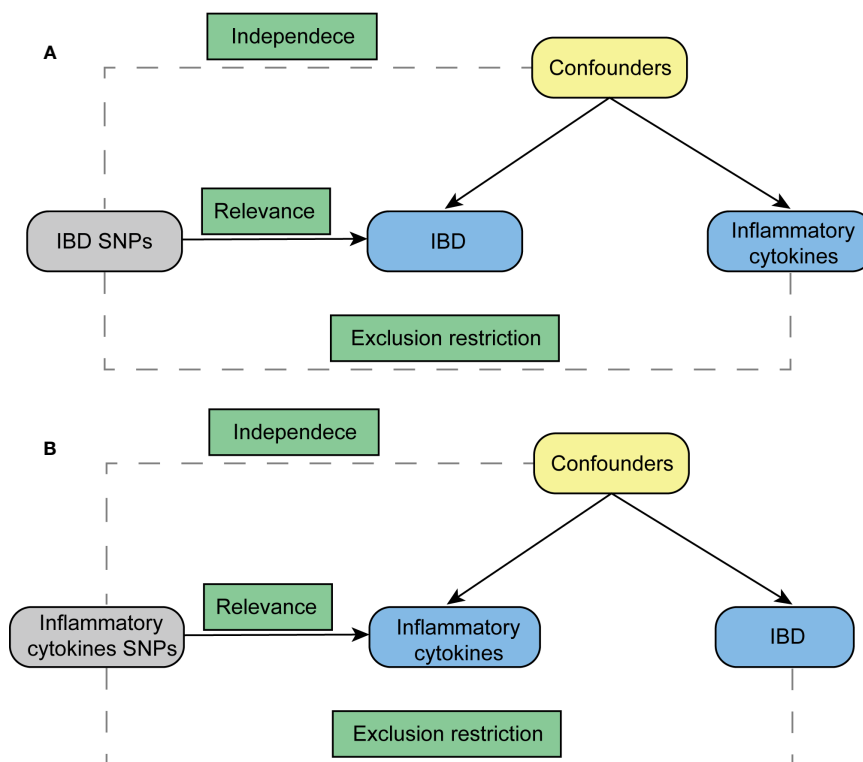 Independece
A
Confounders
Relevance
IBD SNPs
IBD
Inflammatory
cytokines
Exclusion restriction
Independece
B
Confounders
Relevance
Inflammatory
cytokines SNPs
Inflammatory
cytokines
IBD
Exclusion restriction